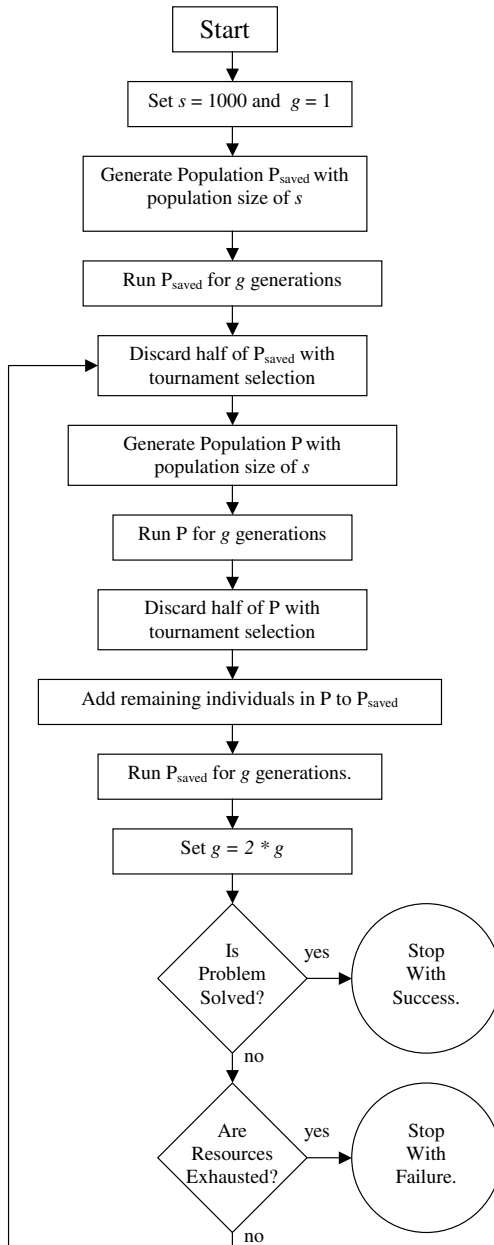 Start
Set s = 1000 and g = 1
Generate Population Psaved with
population size of s
Run Psaved for g generations
Discard half of Psaved with
tournament selection
Generate Population P with
population size of s
Run P for g generations
Discard half of P with
tournament selection
Add remaining individuals in P to Psaved
Run Psaved for g generations.
Set g = 2 * g
Is
Problem
Solved?
yes
Stop
With
Success.
no
Are
Resources
Exhausted?
yes
Stop
With
Failure.
no